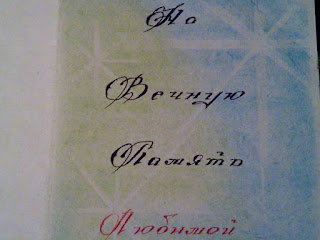 На
Вечную
Память
Любимой